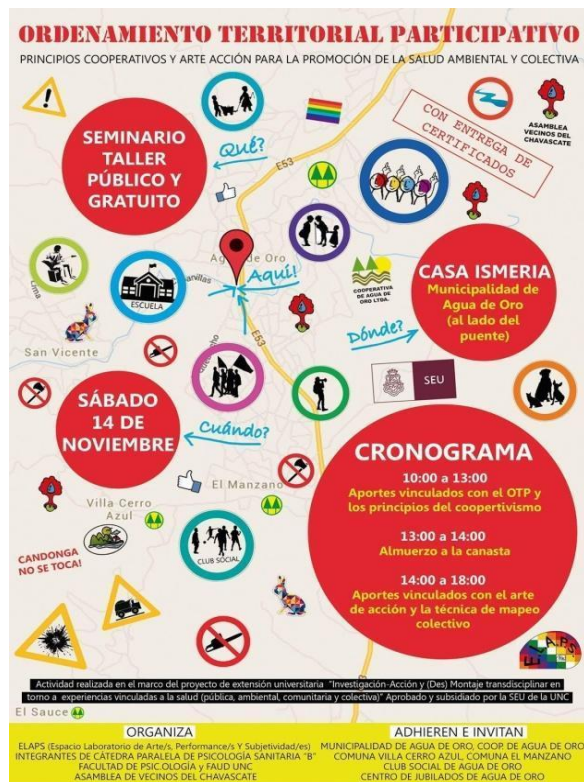 ORDENAMIENTO TERRITORIAL PARTICIPATIVO
PRINCIPIOS COOPERATIVOS Y ARTE ACCIÓN PARA LA PROMOCIÓN DE LA SALUD AMBIENTAL Y COLECTIVA
SEMINARIO
TALLER
PÚBLICO Y
GRATUITO
Qué?
E53
CON ENTREGA DE
CERTIFICADOS
ASAMBLEA
VECINOS DEL
CHAVASCATE
Agua de Oro
Aquí!
ESCUELA
COOPERATIVA
DE AGUA DE
ORO LTDA.
CASA ISMERIA
Municipalidad de
Agua de Oro
(al lado del
puente)
Dónde?
E53
San Vicente
SEU
SÁBADO
14 DE
NOVIEMBRE
Cuándo?
El Manzano
Villa Cerro
Azul
CANDONGA
NO SE TOCA!
CLUB SOCIAL
CRONOGRAMA
10:00 a 13:00
Aportes vinculados con el OTP y
los principios del coopertivismo
13:00 a 14:00
Almuerzo a la canasta
14:00 a 18:00
Aportes vinculados con el arte
de acción y la técnica de mapeo
colectivo
ELAPS
Actividad realizada en el marco del proyecto de extensión universitaria "Investigación-Acción y (Des) Montaje transdisciplinar en
torno a experiencias vinculadas a la salud (pública, ambiental, comunitaria y colectiva)" Aprobado y subsidiado por la SEU de la UNC
El Sauce
ORGANIZA
ELAPS (Espacio Laboratorio de Arte/s, Performance/s Y Subjetividad/es)
INTEGRANTES DE CÁTEDRA PARALELA DE PSICOLOGÍA SANITARIA "B"
FACULTAD DE PSIC.OLOGÍA y FAUD UNC
ASAMBLEA DE VECINOS DEL CHAVASCATE
ADHIEREN E INVITAN
MUNICIPALIDAD DE AGUA DE ORO, COOP. DE AGUA DE ORO
COMUNA VILLA CERRO AZUL, COMUNA EL MANZANO
CLUB SOCIAL DE AGUA DE ORO
CENTRO DE JUBILADOS DE AGUA DE ORO